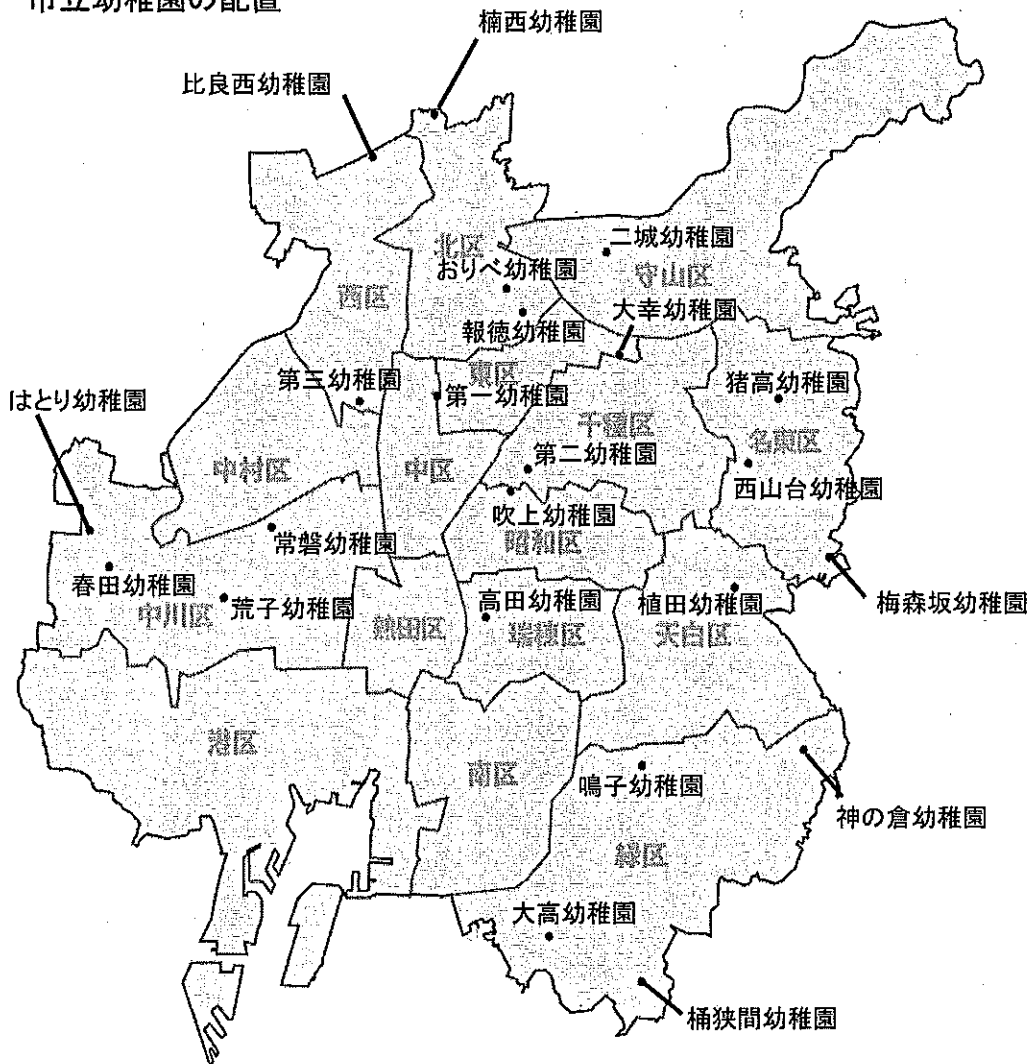 市立幼稚園の配置
楠西幼稚園
比良西幼稚園
北区
二城幼稚園
おりべ幼稚園
守山区
西区
大幸幼稚園
報徳幼稚園
東区
第三幼稚園
第一幼稚園
猪高幼稚園
はとり幼稚園
千種区
名東区
中村区
中区
第二幼稚園
西山台幼稚園
吹上幼稚園
常磐幼稚園
昭和区
春田幼稚園
荒子幼稚園
高田幼稚園
植田幼稚園
梅森坂幼稚園
中川区
熱田区
瑞穂区
天白区
港区
南区
鳴子幼稚園
神の倉幼稚園
緑区
大高幼稚園
桶狭間幼稚園